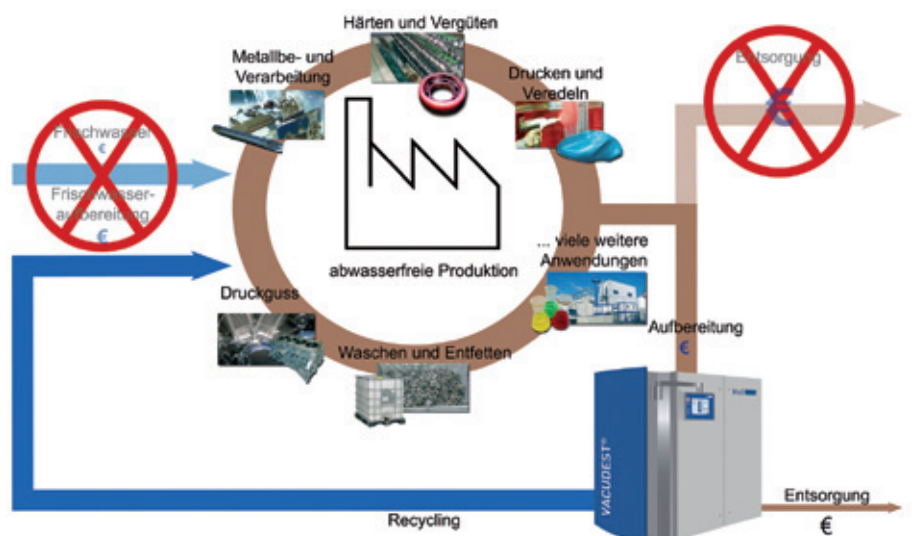 Härten und Vergüten
Metallbe- und
Verarbeitung
Drucken und
Veredeln
Entsorgung
€
Frischwasser
€
Frischwasser-
aufbereitung
€
abwasserfreie Produktion
... viele weitere
Anwendungen
Druckguss
Waschen und Entfetten
Aufbereitung
€
VACUDEST®
Recycling
Entsorgung
€